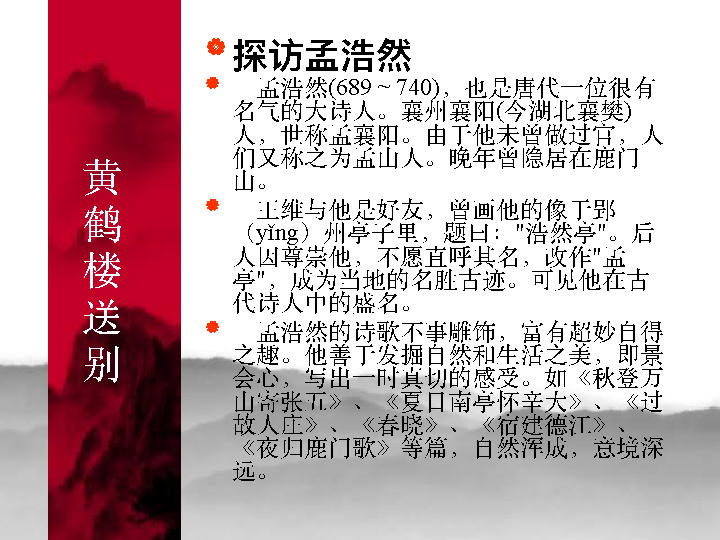 黄鹤楼送别
探访孟浩然
孟浩然(689 ~ 740)，也是唐代一位很有
名气的大诗人。襄州襄阳(今湖北襄樊)
人，世称孟襄阳。由于他未曾做过官，人
们又称之为孟山人。晚年曾隐居在鹿门
山。
王维与他是好友，曾画他的像于郢
（yǐng）州亭子里，题曰："浩然亭"。后
人因尊崇他，不愿直呼其名，改作"孟
亭"，成为当地的名胜古迹。可见他在古
代诗人中的盛名。
孟浩然的诗歌不事雕饰，富有超妙自得
之趣。他善于发掘自然和生活之美，即景
会心，写出一时真切的感受。如《秋登万
山寄张五》、《夏日南亭怀辛大》、《过
故人庄》、《春晓》、《宿建德江》、
《夜归鹿门歌》等篇，自然浑成，意境深
远。